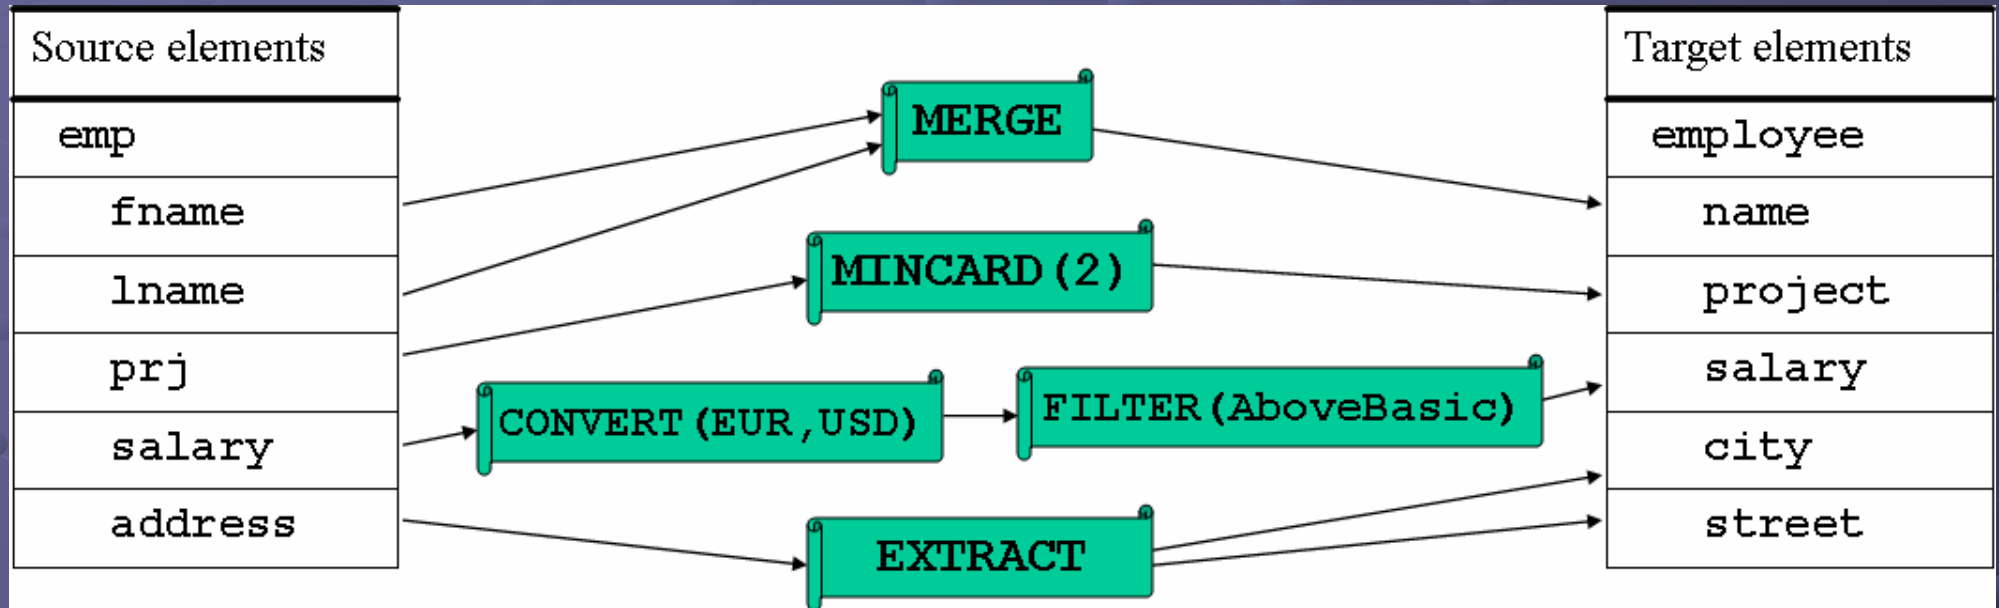 Source elements
emp
fname
lname
prj
salary
address
MERGE
MINCARD(2)
CONVERT(EUR,USD)
FILTER(AboveBasic)
EXTRACT
Target elements
employee
name
project
salary
city
street